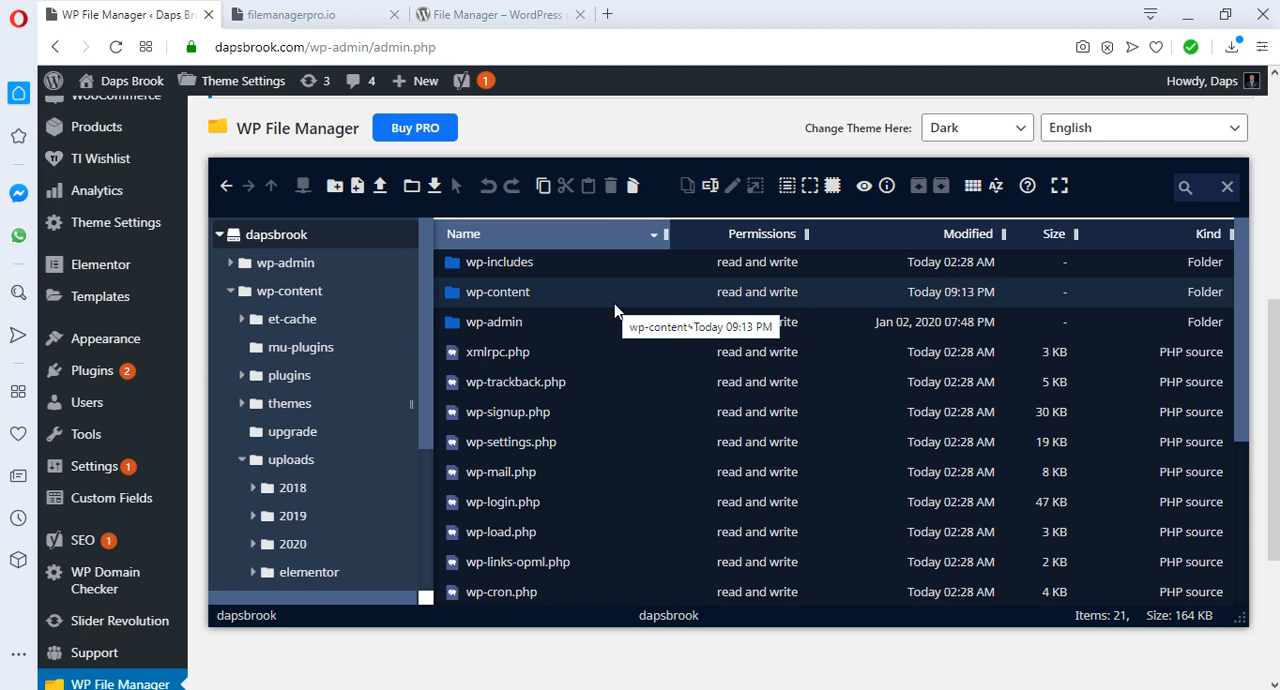 WP File Manager ‹ Daps Br
filemanagerpro.io
File Manager – WordPress
dapsbrook.com/wp-admin/admin.php
Daps Brook
Theme Settings
3
4
New
1
Howdy, Daps
WooCommerce
Products
TI Wishlist
Analytics
Theme Settings
Elementor
Templates
Appearance
Plugins 2
Users
Tools
Settings 1
Custom Fields
SEO 1
WP Domain
Checker
Slider Revolution
Support
WP File Manager
WP File Manager
Buy PRO
Change Theme Here:
Dark
English
dapsbrook
wp-admin
wp-content
et-cache
mu-plugins
plugins
themes
upgrade
uploads
2018
2019
2020
elementor
Name Permissions Modified Size Kind
wp-includes read and write Today 02:28 AM - Folder
wp-content read and write Today 09:13 PM - Folder
wp-admin ite Jan 02, 2020 07:48 PM - Folder
wp-content Today 09:13 PM
xmlrpc.php read and write Today 02:28 AM 3 KB PHP source
wp-trackback.php read and write Today 02:28 AM 5 KB PHP source
wp-signup.php read and write Today 02:28 AM 30 KB PHP source
wp-settings.php read and write Today 02:28 AM 19 KB PHP source
wp-mail.php read and write Today 02:28 AM 8 KB PHP source
wp-login.php read and write Today 02:28 AM 47 KB PHP source
wp-load.php read and write Today 02:28 AM 3 KB PHP source
wp-links-opml.php read and write Today 02:28 AM 2 KB PHP source
wp-cron.php read and write Today 02:28 AM 4 KB PHP source
dapsbrook
dapsbrook
Items: 21, Size: 164 KB